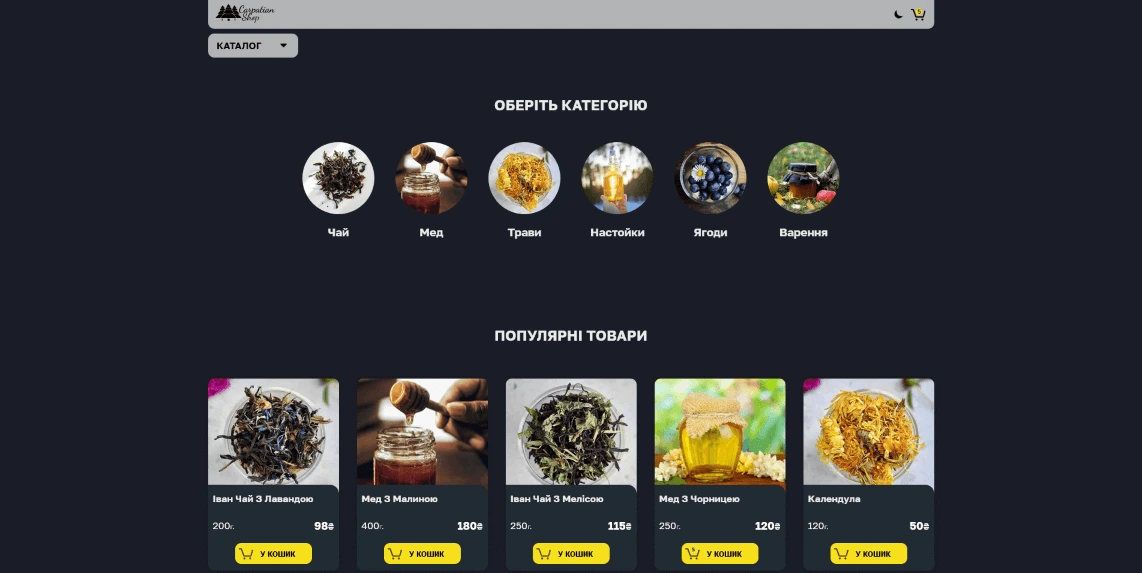 Carpatian
Shop
5
КАТАЛОГ
ОБЕРІТЬ КАТЕГОРІЮ
Чай Мед Трави Настойки Ягоди Варення
ПОПУЛЯРНІ ТОВАРИ
Іван Чай З Лавандою Мед З Малиною Іван Чай З Мелісою Мед З Чорницею Календула
200г. 98₴ 400г. 180₴ 250г. 115₴ 250г. 120₴ 120г. 50₴
У КОШИК У КОШИК У КОШИК У КОШИК У КОШИК